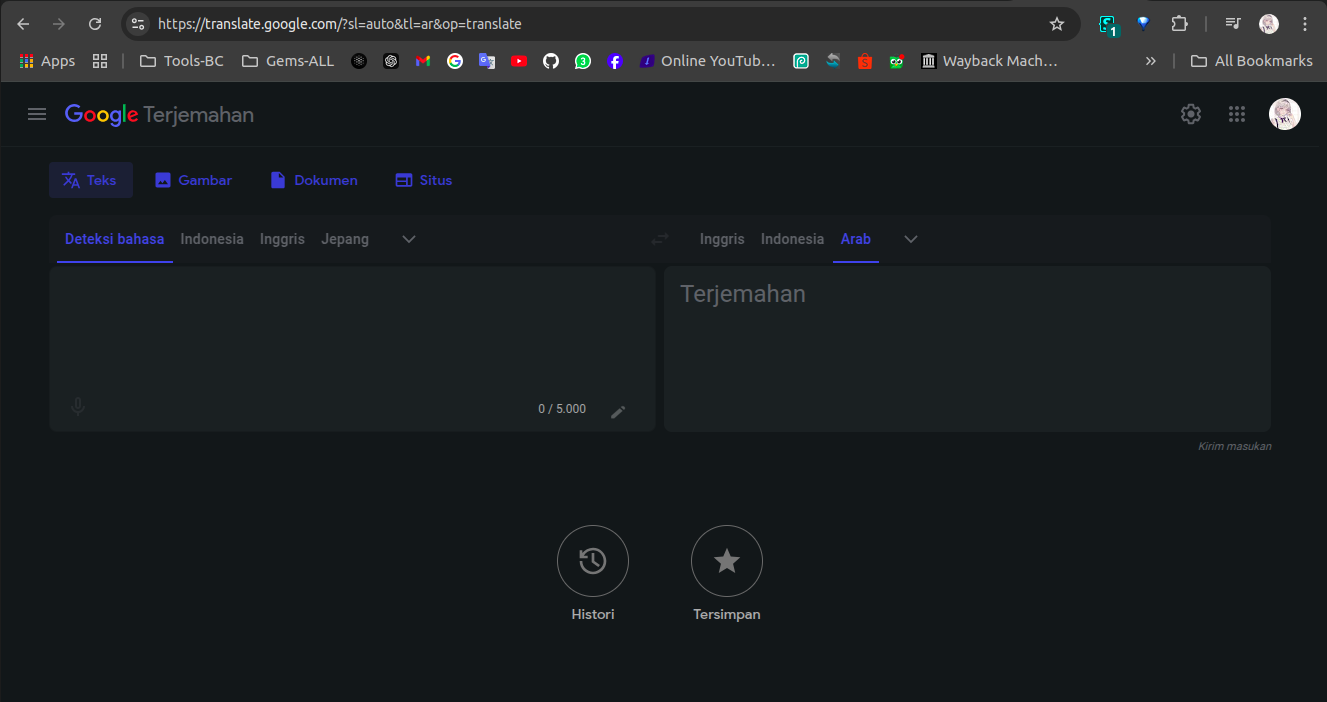 https://translate.google.com/?sl=auto&tl=ar&op=translate
1
Apps Tools-BC Gems-ALL 3 Online YouTub... Wayback Mach... » All Bookmarks
Google Terjemahan
Teks Gambar Dokumen Situs
Deteksi bahasa Indonesia Inggris Jepang Inggris Indonesia Arab
Terjemahan
0 / 5.000
Kirim masukan
Histori Tersimpan